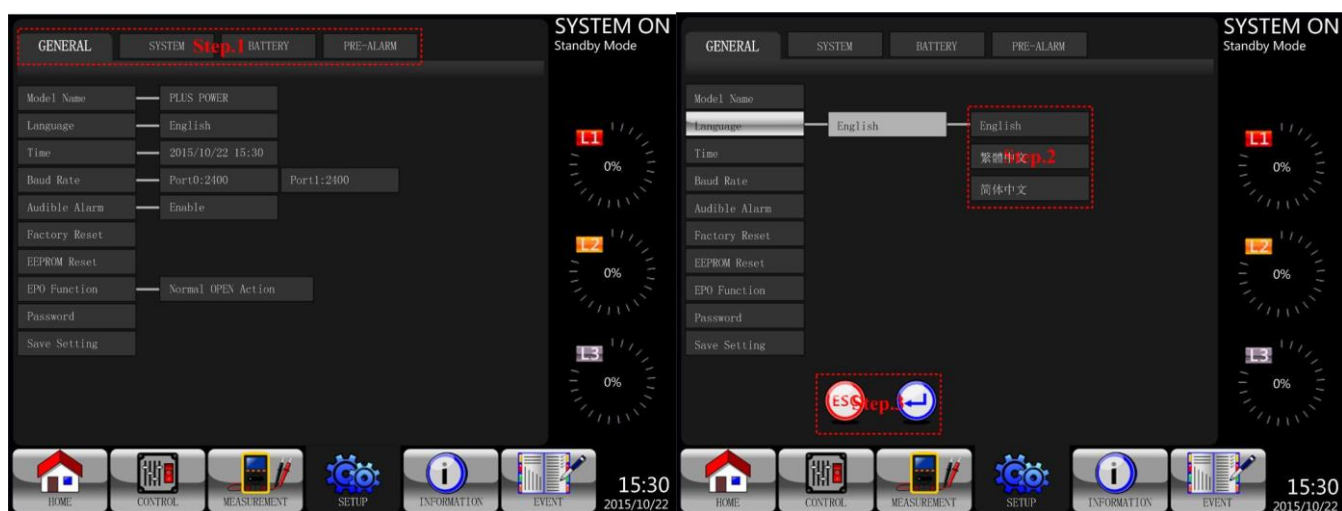 SYSTEM ON
Standby Mode
GENERAL SYSTEM BATTERY PRE-ALARM
Step.1
Model Name PLUS POWER
Language English
Time 2015/10/22 15:30
Baud Rate Port0:2400 Port1:2400
Audible Alarm Enable
Factory Reset
EEPROM Reset
EPO Function Normal OPEN Action
Password
Save Setting
L1
0%
L2
0%
L3
0%
HOME CONTROL MEASUREMENT SETUP INFORMATION EVENT
15:30
2015/10/22
SYSTEM ON
Standby Mode
GENERAL SYSTEM BATTERY PRE-ALARM
Model Name
Language English English
Time 繁體中文
Step.2
Baud Rate 简体中文
Audible Alarm
Factory Reset
EEPROM Reset
EPO Function
Password
Save Setting
ESC
Step.3
L1
0%
L2
0%
L3
0%
HOME CONTROL MEASUREMENT SETUP INFORMATION EVENT
15:30
2015/10/22